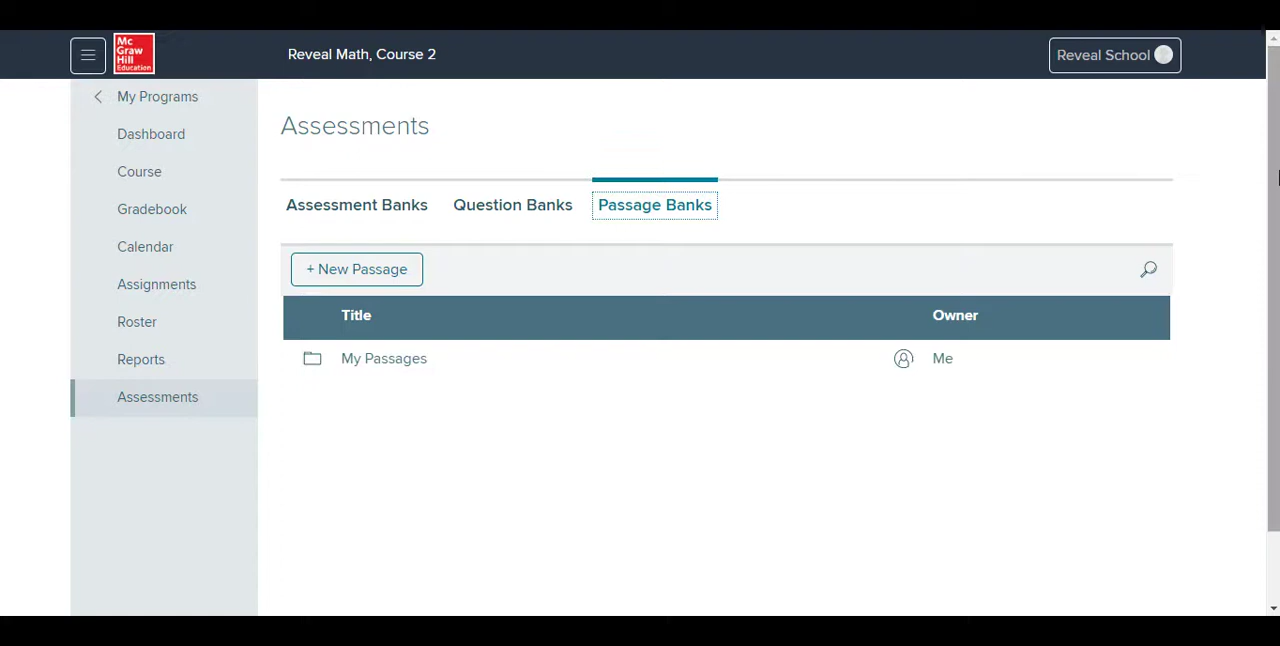 Mc
Graw
Hill
Education
Reveal Math, Course 2
Reveal School
My Programs
Dashboard
Course
Gradebook
Calendar
Assignments
Roster
Reports
Assessments
Assessments
Assessment Banks Question Banks Passage Banks
+ New Passage
Title Owner
My Passages Me